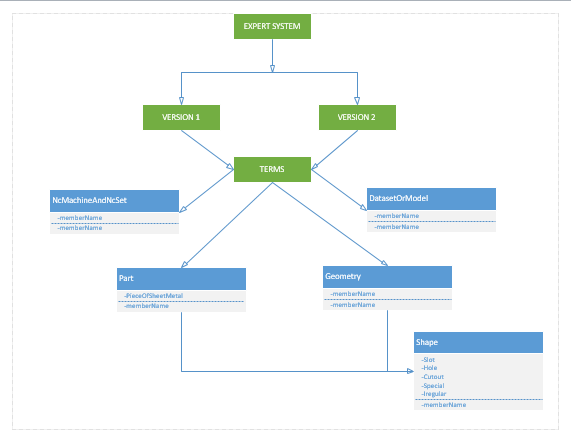 EXPERT SYSTEM
VERSION 1
VERSION 2
TERMS
NcMachineAndNcSet
-memberName
-memberName
DatasetOrModel
-memberName
-memberName
Part
-PieceOfSheetMetal
-memberName
Geometry
-memberName
-memberName
Shape
-Slot
-Hole
-Cutout
-Special
-Iregular
-memberName